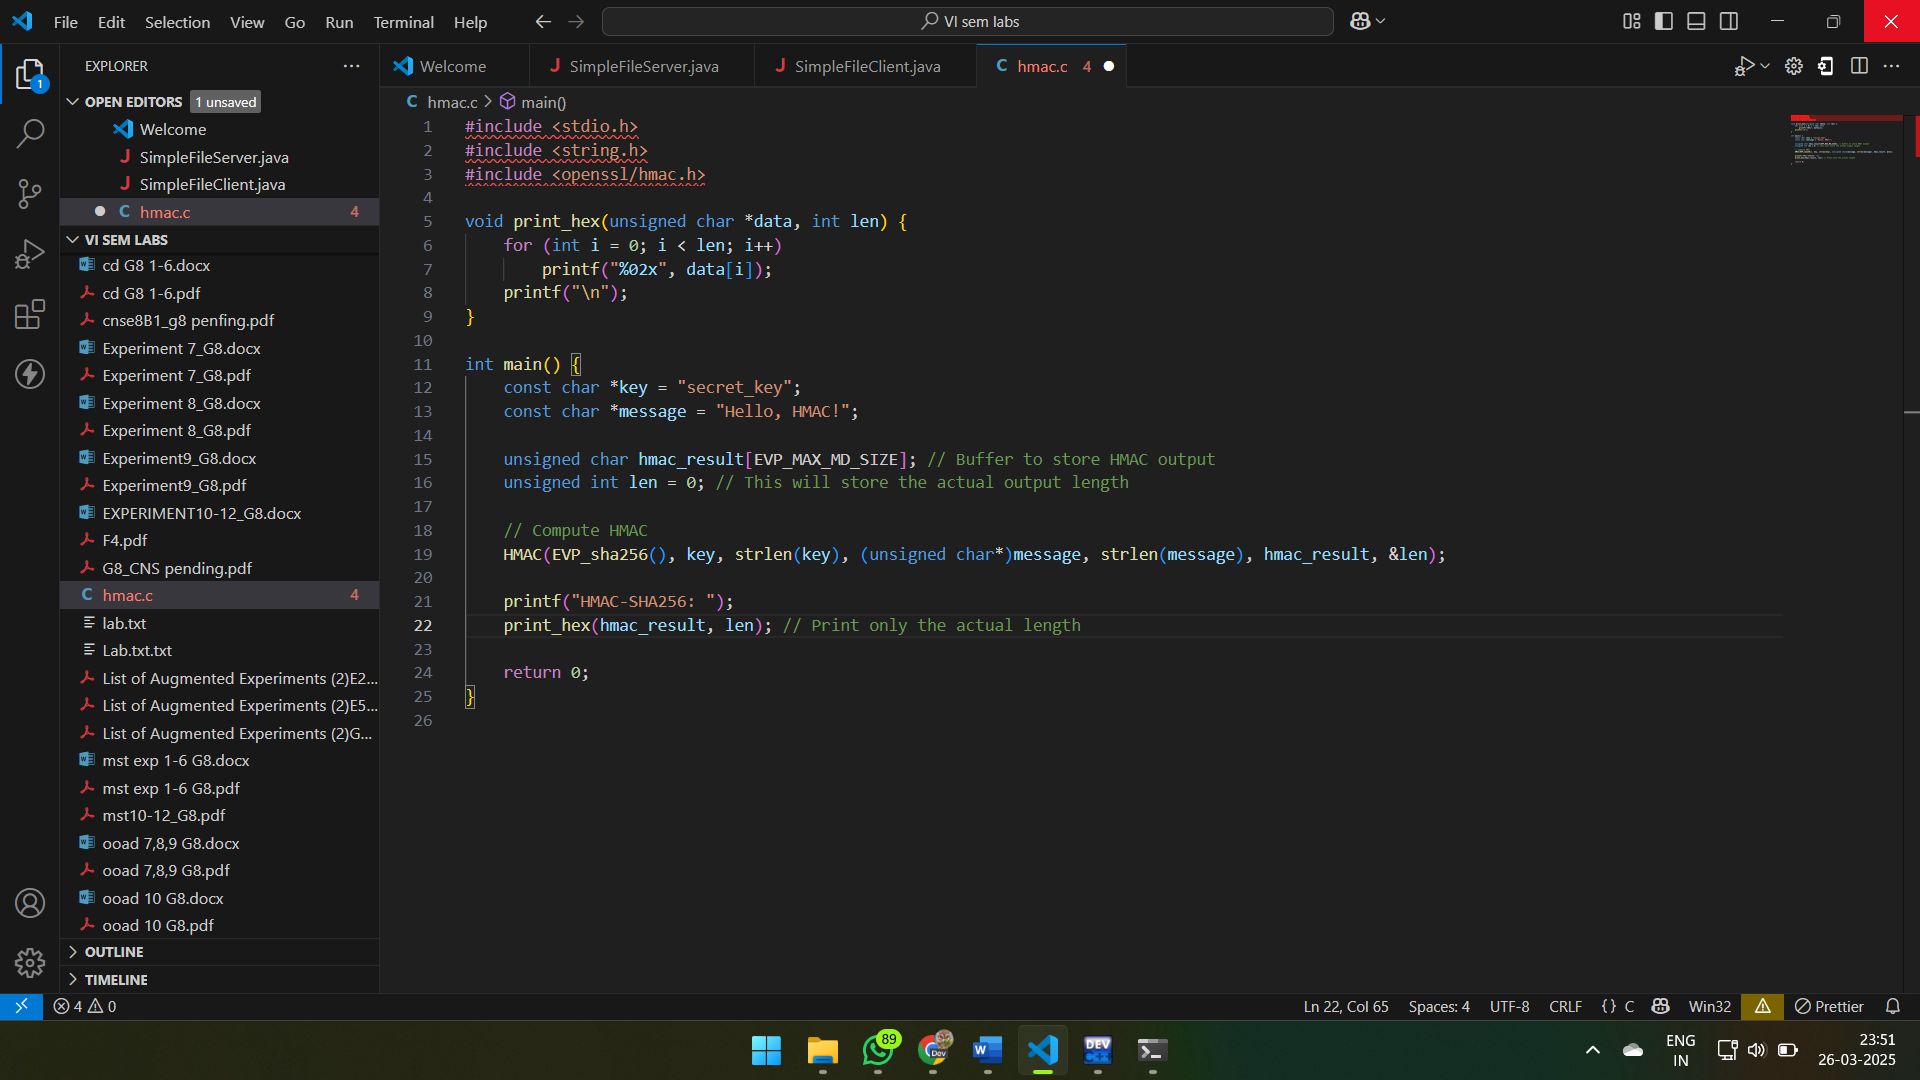 File Edit Selection View Go Run Terminal Help
VI sem labs
EXPLORER
OPEN EDITORS 1 unsaved
Welcome
SimpleFileServer.java
SimpleFileClient.java
hmac.c 4
VI SEM LABS
cd G8 1-6.docx
cd G8 1-6.pdf
cnse8B1_g8 penfing.pdf
Experiment 7_G8.docx
Experiment 7_G8.pdf
Experiment 8_G8.docx
Experiment 8_G8.pdf
Experiment9_G8.docx
Experiment9_G8.pdf
EXPERIMENT10-12_G8.docx
F4.pdf
G8_CNS pending.pdf
hmac.c 4
lab.txt
Lab.txt.txt
List of Augmented Experiments (2)E2...
List of Augmented Experiments (2)E5...
List of Augmented Experiments (2)G...
mst exp 1-6 G8.docx
mst exp 1-6 G8.pdf
mst10-12_G8.pdf
ooad 7,8,9 G8.docx
ooad 7,8,9 G8.pdf
ooad 10 G8.docx
ooad 10 G8.pdf
OUTLINE
TIMELINE
Welcome SimpleFileServer.java SimpleFileClient.java hmac.c 4
hmac.c > main()
1 #include <stdio.h>
2 #include <string.h>
3 #include <openssl/hmac.h>
4
5 void print_hex(unsigned char *data, int len) {
6 for (int i = 0; i < len; i++)
7 printf("%02x", data[i]);
8 printf("\n");
9 }
10
11 int main() {
12 const char *key = "secret_key";
13 const char *message = "Hello, HMAC!";
14
15 unsigned char hmac_result[EVP_MAX_MD_SIZE]; // Buffer to store HMAC output
16 unsigned int len = 0; // This will store the actual output length
17
18 // Compute HMAC
19 HMAC(EVP_sha256(), key, strlen(key), (unsigned char*)message, strlen(message), hmac_result, &len);
20
21 printf("HMAC-SHA256: ");
22 print_hex(hmac_result, len); // Print only the actual length
23
24 return 0;
25 }
26
4 0 Ln 22, Col 65 Spaces: 4 UTF-8 CRLF {} C Win32 Prettier
1
89
Dev
DEV C++
ENG
IN
23:51
26-03-2025